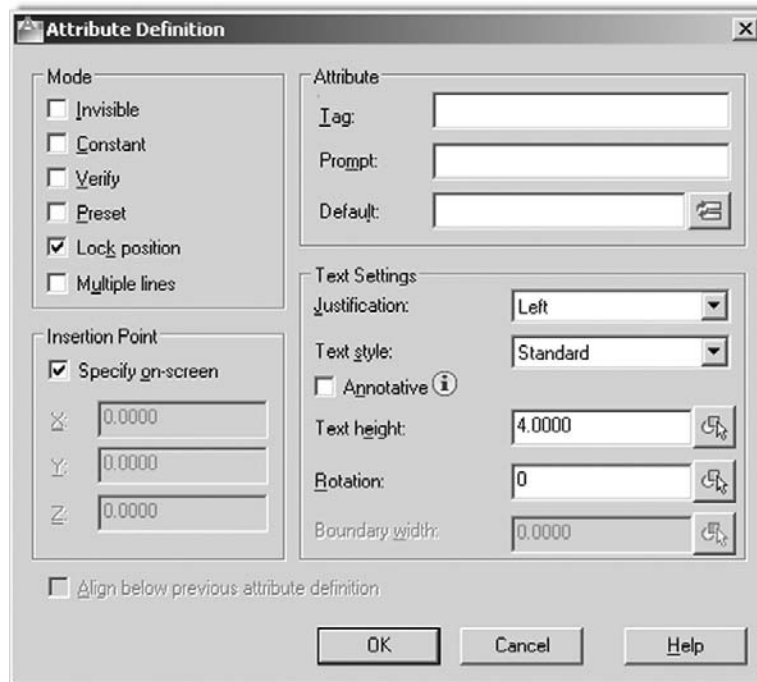 Attribute Definition
Mode
Invisible
Constant
Verify
Preset
Lock position
Multiple lines
Insertion Point
Specify on-screen
X: 0.0000
Y: 0.0000
Z: 0.0000
Attribute
Tag:
Prompt:
Default:
Text Settings
Justification: Left
Text style: Standard
Annotative i
Text height: 4.0000
Rotation: 0
Boundary width: 0.0000
Align below previous attribute definition
OK Cancel Help